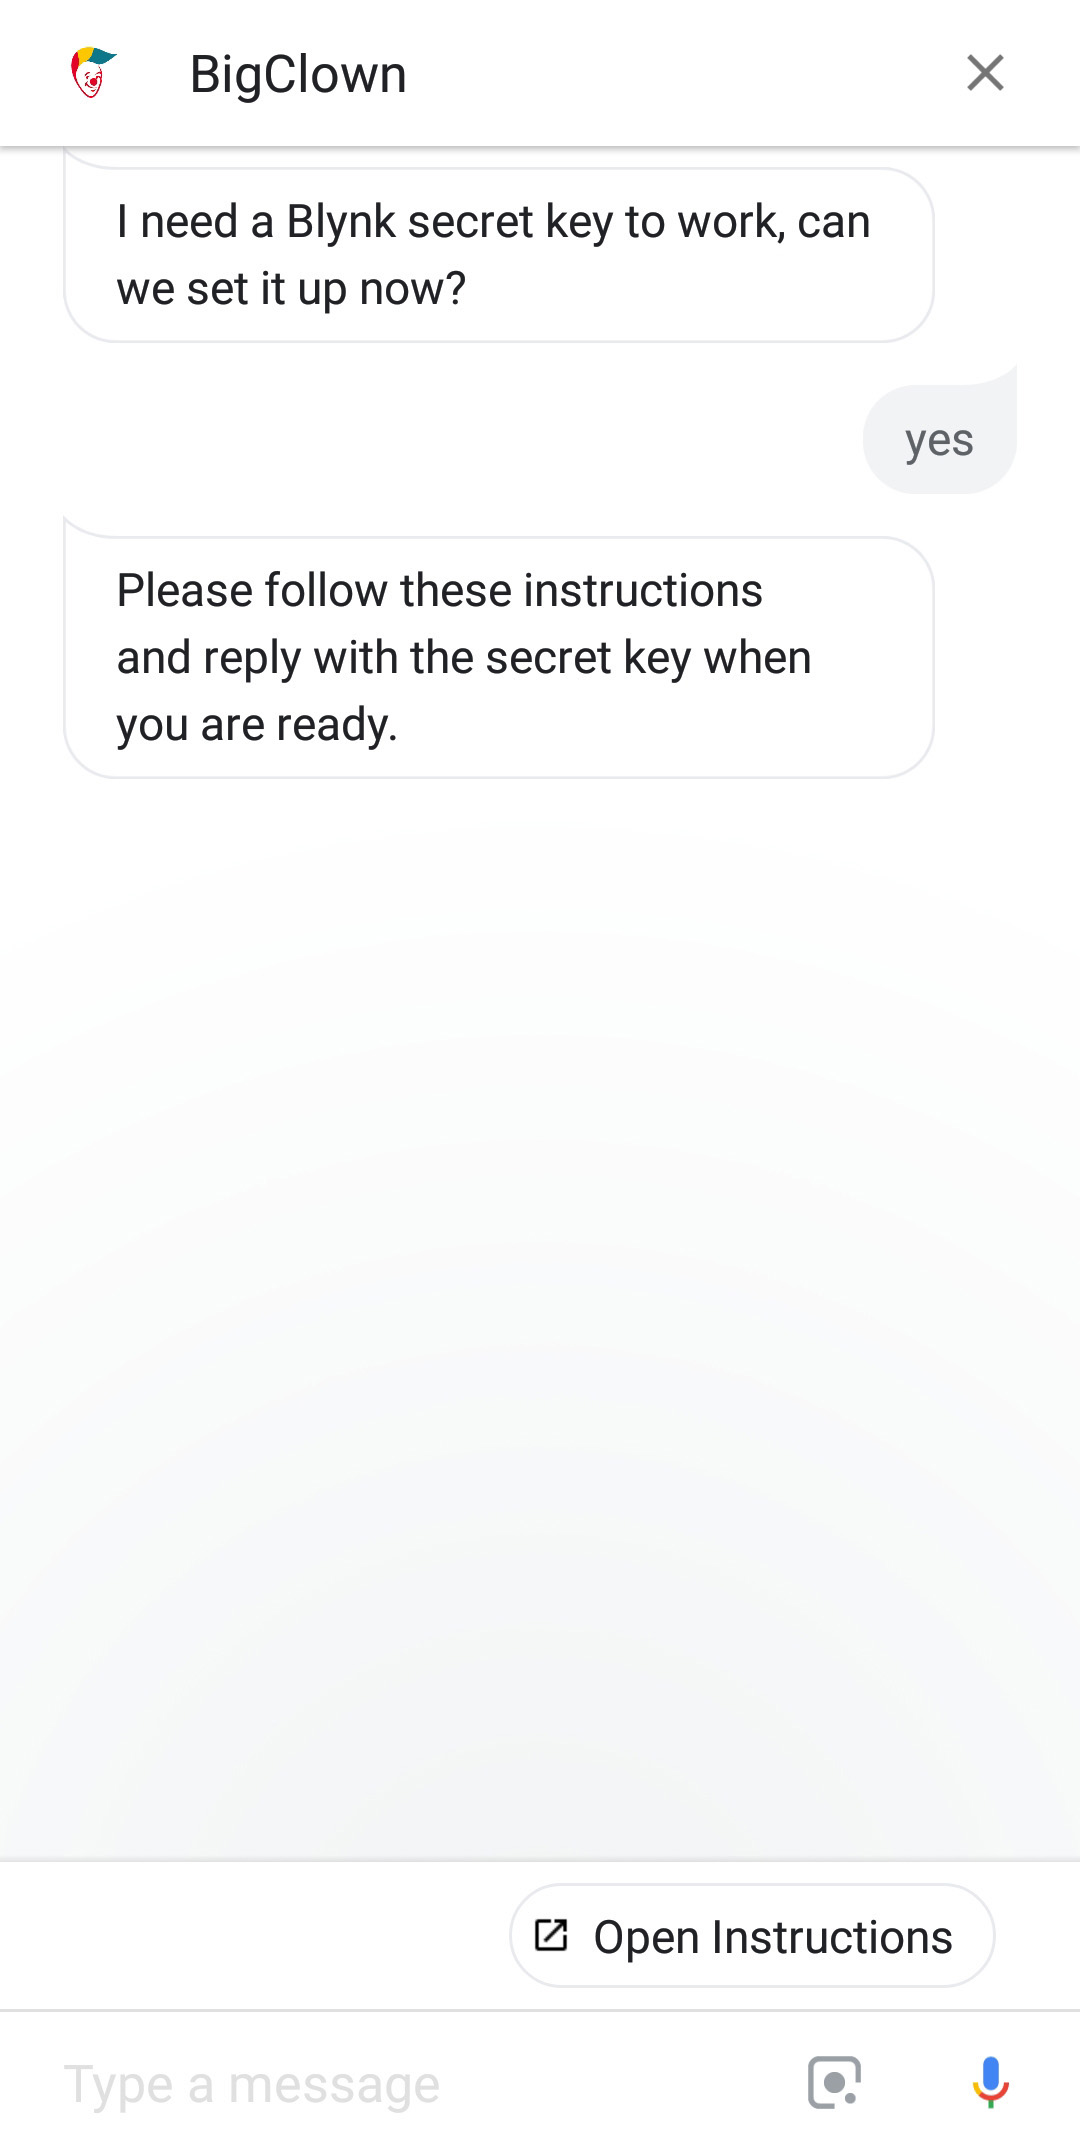 BigClown
I need a Blynk secret key to work, can
we set it up now?
yes
Please follow these instructions
and reply with the secret key when
you are ready.
Open Instructions
Type a message